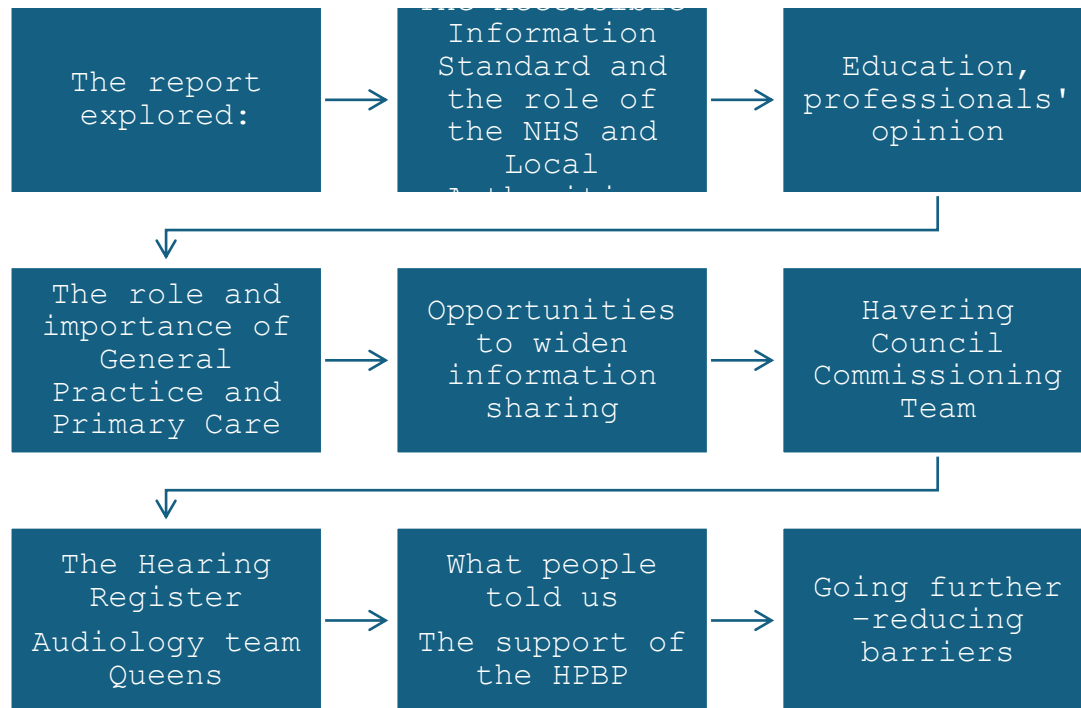 The report
explored:
The Accessible
Information
Standard and
the role of
the NHS and
Local
Education,
professionals'
opinion
The role and
importance of
General
Practice and
Primary Care
Opportunities
to widen
information
sharing
Havering
Council
Commissioning
Team
The Hearing
Register
Audiology team
Queens
What people
told us
The support of
the HPBP
Going further
–reducing
barriers